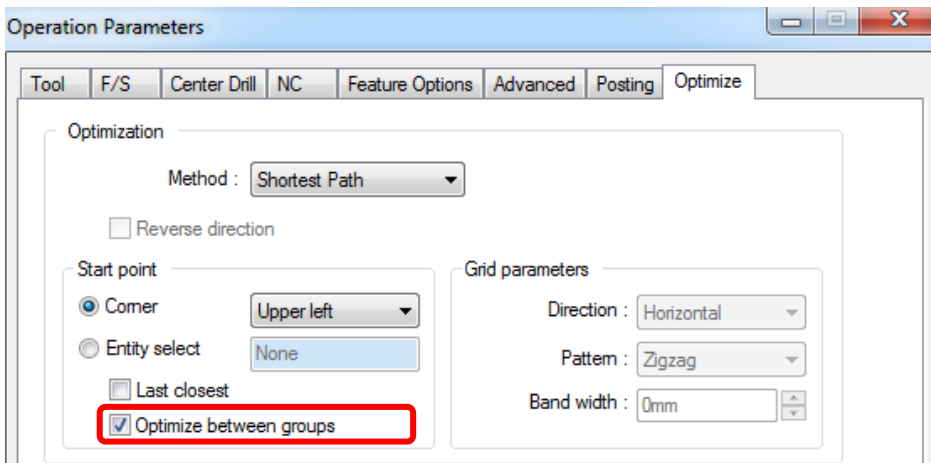 Operation Parameters
Tool F/S Center Drill NC Feature Options Advanced Posting Optimize
Optimization
Method : Shortest Path
Reverse direction
Start point
Corner Upper left
Entity select None
Last closest
Optimize between groups
Grid parameters
Direction : Horizontal
Pattern : Zigzag
Band width : 0mm